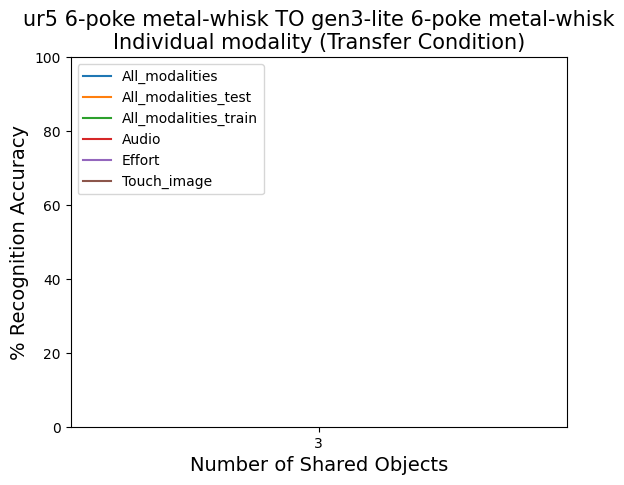 ur5 6-poke metal-whisk TO gen3-lite 6-poke metal-whisk
Individual modality (Transfer Condition)
100
80
60
40
20
0
% Recognition Accuracy
All_modalities
All_modalities_test
All_modalities_train
Audio
Effort
Touch_image
3
Number of Shared Objects